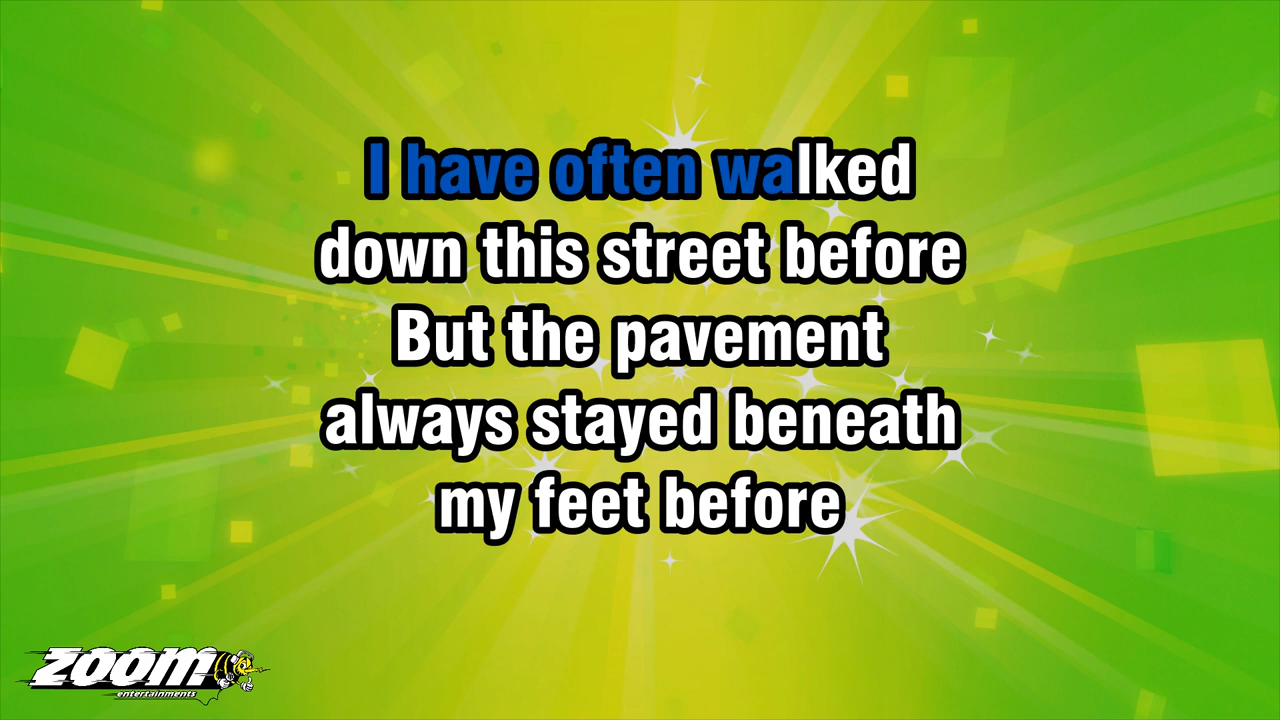 I have often walked
down this street before
But the pavement
always stayed beneath
my feet before
zoom
entertainments